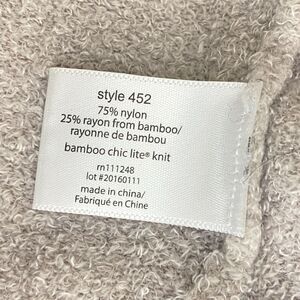 style 452
75% nylon
25% rayon from bamboo/
rayonne de bambou
bamboo chic lite® knit
rn111248
lot #20160111
made in china/
Fabriqué en Chine